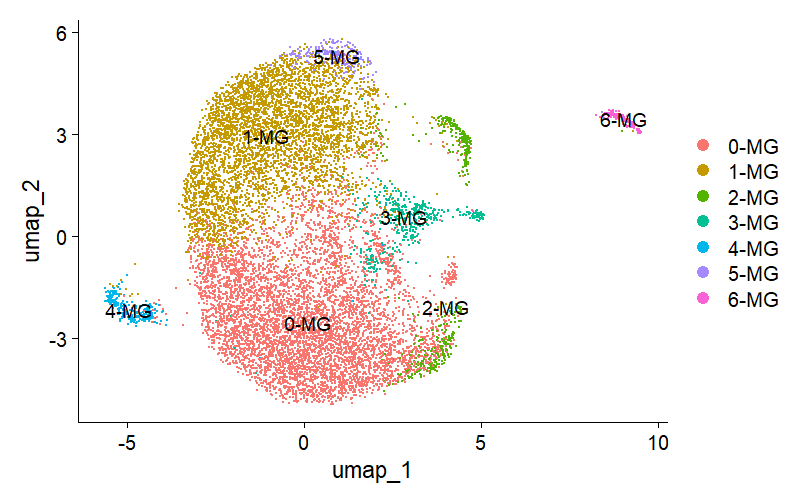 6
3
0
-3
umap_2
5-MG
1-MG
6-MG
3-MG
4-MG
2-MG
0-MG
-5
0
5
10
umap_1
0-MG
1-MG
2-MG
3-MG
4-MG
5-MG
6-MG